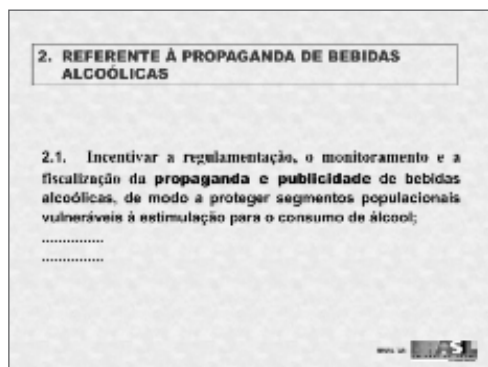 2. REFERENTE À PROPAGANDA DE BEBIDAS
ALCOÓLICAS
2.1. Incentivar a regulamentação, o monitoramento e a
fiscalização da propaganda e publicidade de bebidas
alcoólicas, de modo a proteger segmentos populacionais
vulneráveis à estimulação para o consumo de álcool;
...............
...............